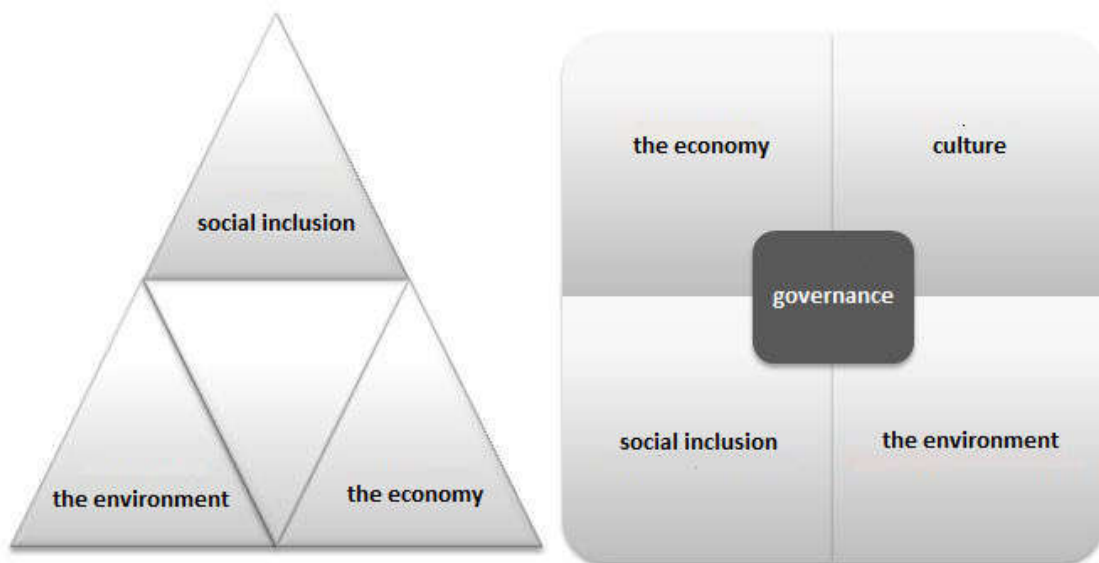 social inclusion
the environment
the economy
the economy
culture
governance
social inclusion
the environment